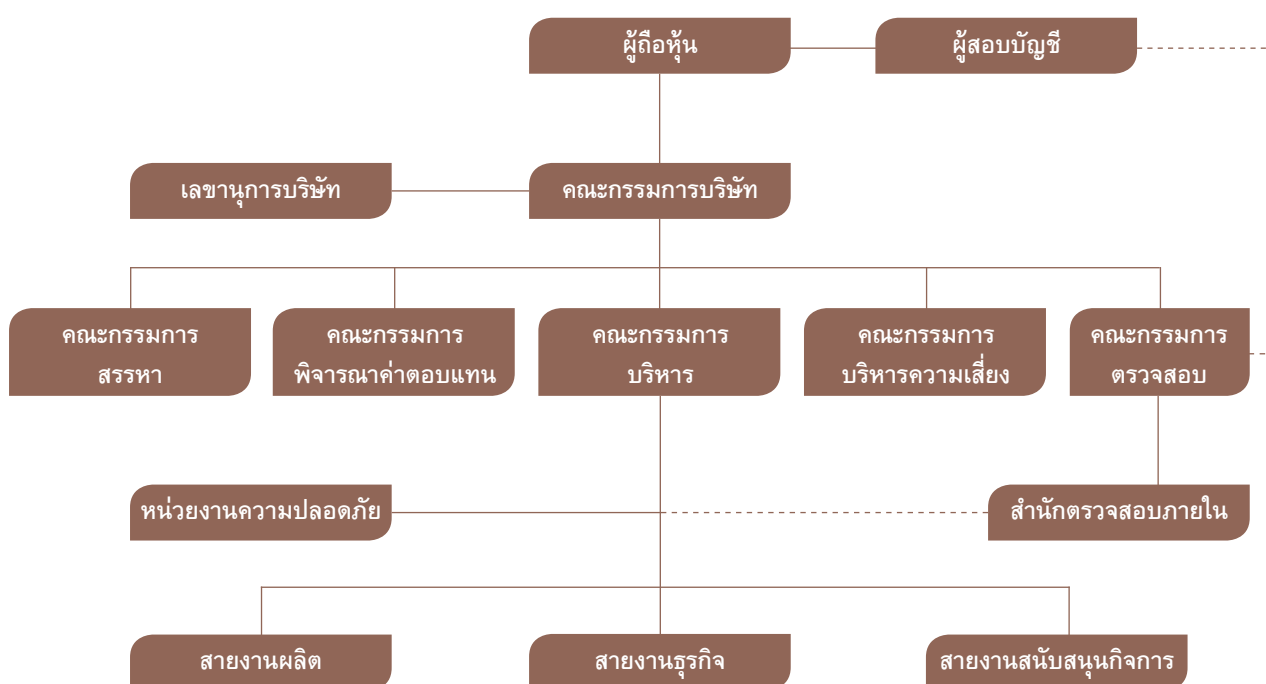 ผู้ถือหุ้น
ผู้สอบบัญชี
เลขานุการบริษัท
คณะกรรมการบริษัท
คณะกรรมการ
สรรหา
คณะกรรมการ
พิจารณาค่าตอบแทน
คณะกรรมการ
บริหาร
คณะกรรมการ
บริหารความเสี่ยง
คณะกรรมการ
ตรวจสอบ
หน่วยงานความปลอดภัย
สำนักตรวจสอบภายใน
สายงานผลิต
สายงานธุรกิจ
สายงานสนับสนุนกิจการ